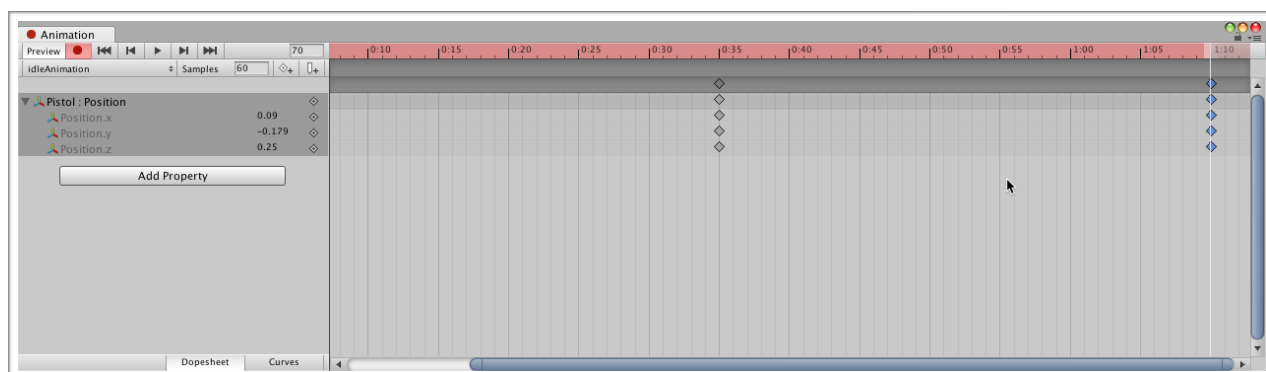 Animation
Preview 70 0:10 0:15 0:20 0:25 0:30 0:35 0:40 0:45 0:50 0:55 1:00 1:05 1:10
idleAnimation Samples 60
Pistol : Position
Position.x 0.09
Position.y -0.179
Position.z 0.25
Add Property
Dopesheet Curves